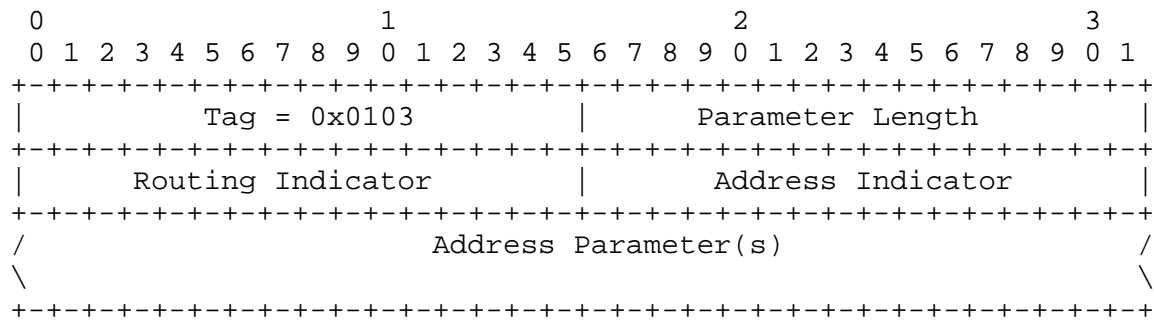 0                   1                   2                   3
 0 1 2 3 4 5 6 7 8 9 0 1 2 3 4 5 6 7 8 9 0 1 2 3 4 5 6 7 8 9 0 1
+-+-+-+-+-+-+-+-+-+-+-+-+-+-+-+-+-+-+-+-+-+-+-+-+-+-+-+-+-+-+-+-+
|          Tag = 0x0103         |      Parameter Length         |
+-+-+-+-+-+-+-+-+-+-+-+-+-+-+-+-+-+-+-+-+-+-+-+-+-+-+-+-+-+-+-+-+
|      Routing Indicator        |       Address Indicator       |
+-+-+-+-+-+-+-+-+-+-+-+-+-+-+-+-+-+-+-+-+-+-+-+-+-+-+-+-+-+-+-+-+
/                       Address Parameter(s)                    /
\                                                               \
+-+-+-+-+-+-+-+-+-+-+-+-+-+-+-+-+-+-+-+-+-+-+-+-+-+-+-+-+-+-+-+-+